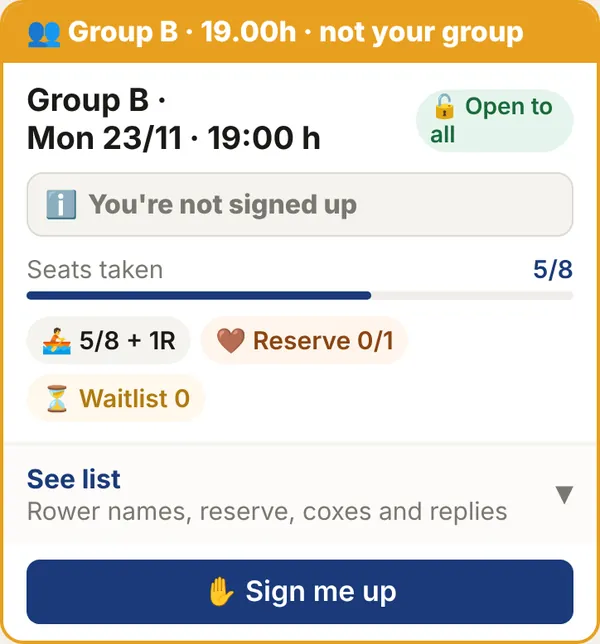 👥 Group B · 19.00h · not your group
Group B ·
Mon 23/11 · 19:00 h
🔓 Open to
all
ℹ️ You're not signed up
Seats taken
5/8
🚣 5/8 + 1R
🤎 Reserve 0/1
⏳ Waitlist 0
See list
▼
Rower names, reserve, coxes and replies
✋ Sign me up